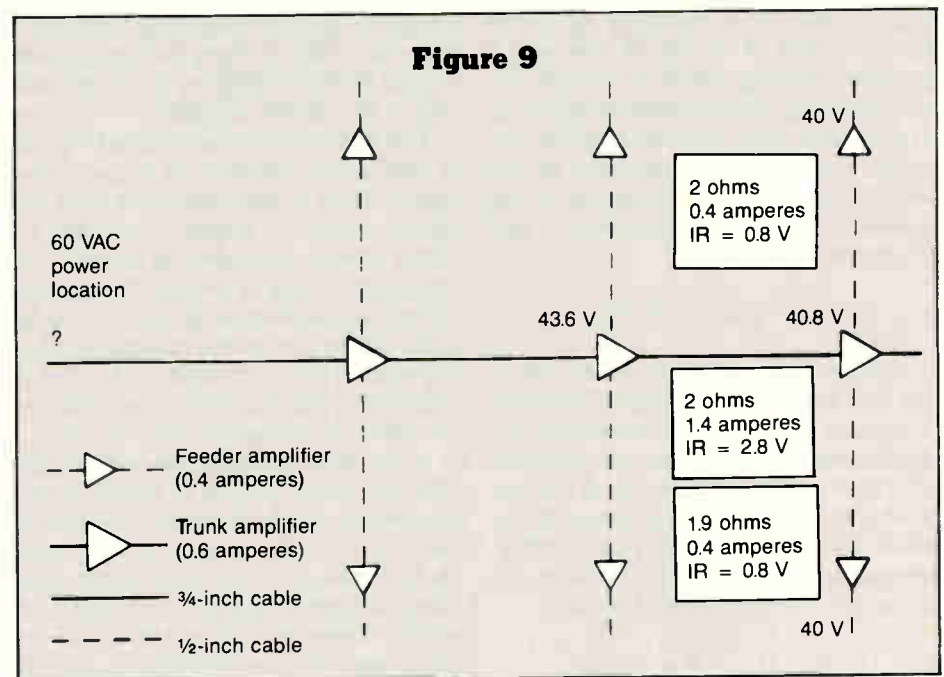 Figure 9
40 V
2 ohms
0.4 amperes
IR = 0.8 V
60 VAC
power
location
?
43.6 V
40.8 V
2 ohms
1.4 amperes
IR = 2.8 V
Feeder amplifier
(0.4 amperes)
Trunk amplifier
(0.6 amperes)
1.9 ohms
0.4 amperes
IR = 0.8 V
3/4-inch cable
1/2-inch cable
40 V